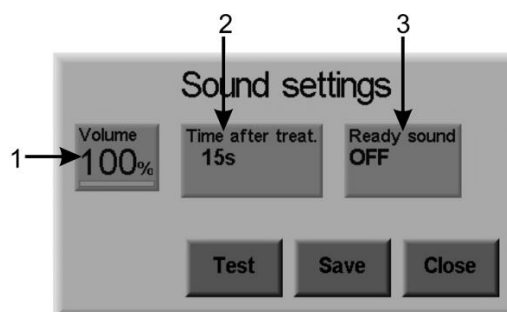 2 3
Sound settings
1
Volume Time after treat. Ready sound
100% 15s OFF
Test Save Close